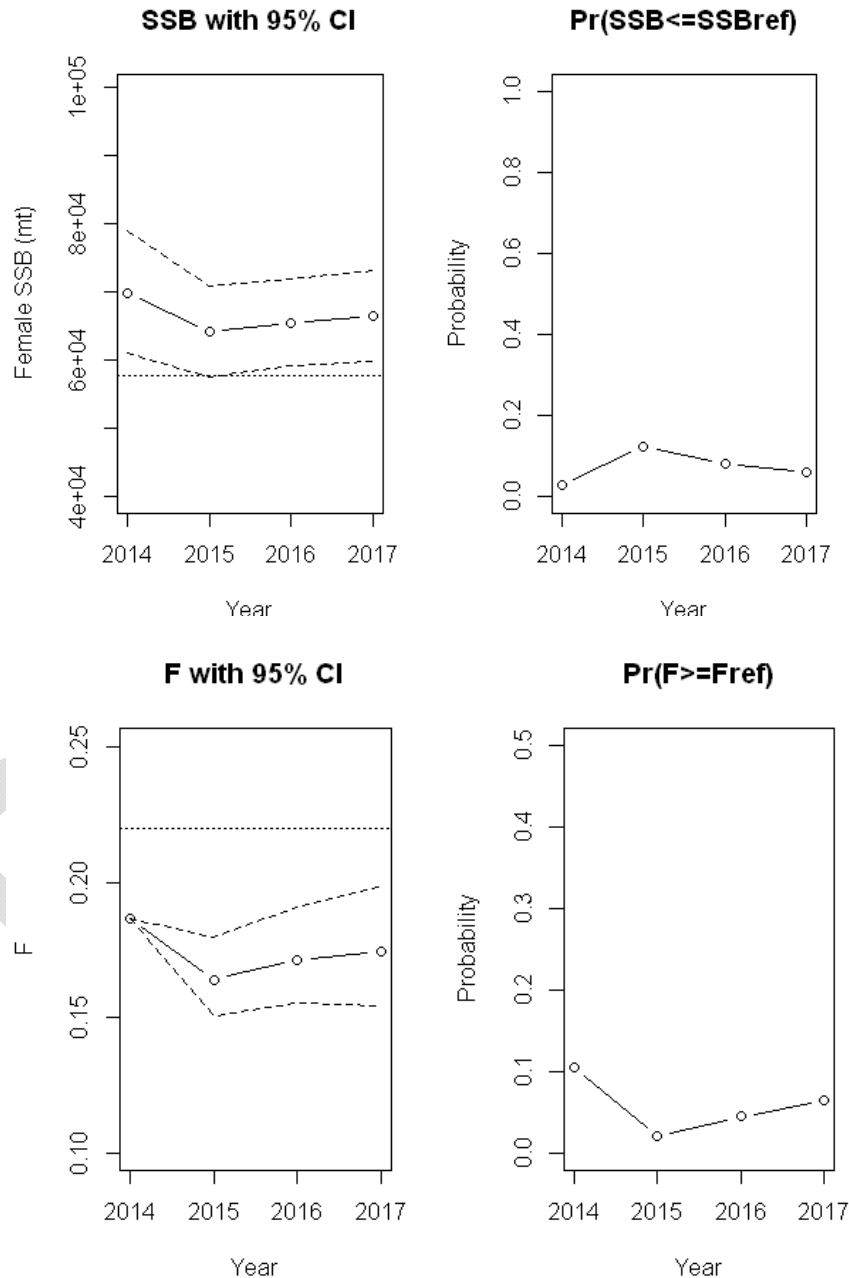 SSB with 95% CI
Female SSB (mt)
1e+05
8e+04
6e+04
4e+04
2014 2015 2016 2017
Year
Pr(SSB<=SSBref)
Probability
1.0
0.8
0.6
0.4
0.2
0.0
2014 2015 2016 2017
Year
F with 95% CI
F
0.25
0.20
0.15
0.10
2014 2015 2016 2017
Year
Pr(F>=Fref)
Probability
0.5
0.4
0.3
0.2
0.1
0.0
2014 2015 2016 2017
Year